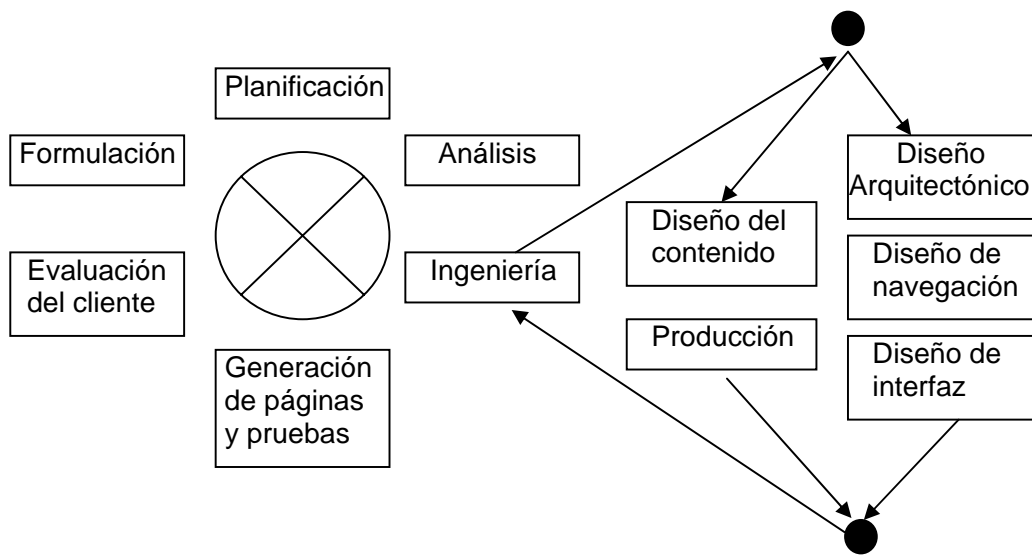 Planificación
Formulación
Análisis
Diseño
Arquitectónico
Diseño del
contenido
Evaluación
del cliente
Ingeniería
Diseño de
navegación
Producción
Diseño de
interfaz
Generación
de páginas
y pruebas